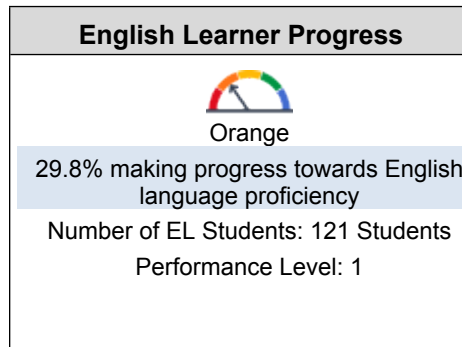 English Learner Progress
Orange
29.8% making progress towards English
language proficiency
Number of EL Students: 121 Students
Performance Level: 1